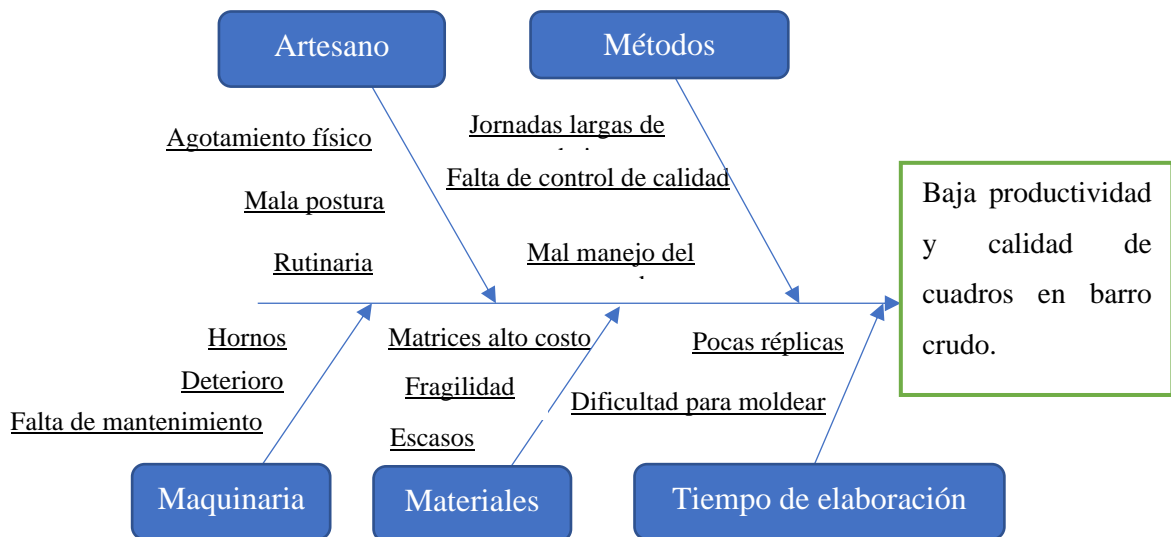 Artesano
Métodos
Agotamiento físico
Mala postura
Rutinaria
Jornadas largas de
Falta de control de calidad
Mal manejo del
Baja productividad
y calidad de
cuadros en barro
crudo.
Hornos
Deterioro
Falta de mantenimiento
Matrices alto costo
Fragilidad
Escasos
Pocas réplicas
Dificultad para moldear
Maquinaria
Materiales
Tiempo de elaboración